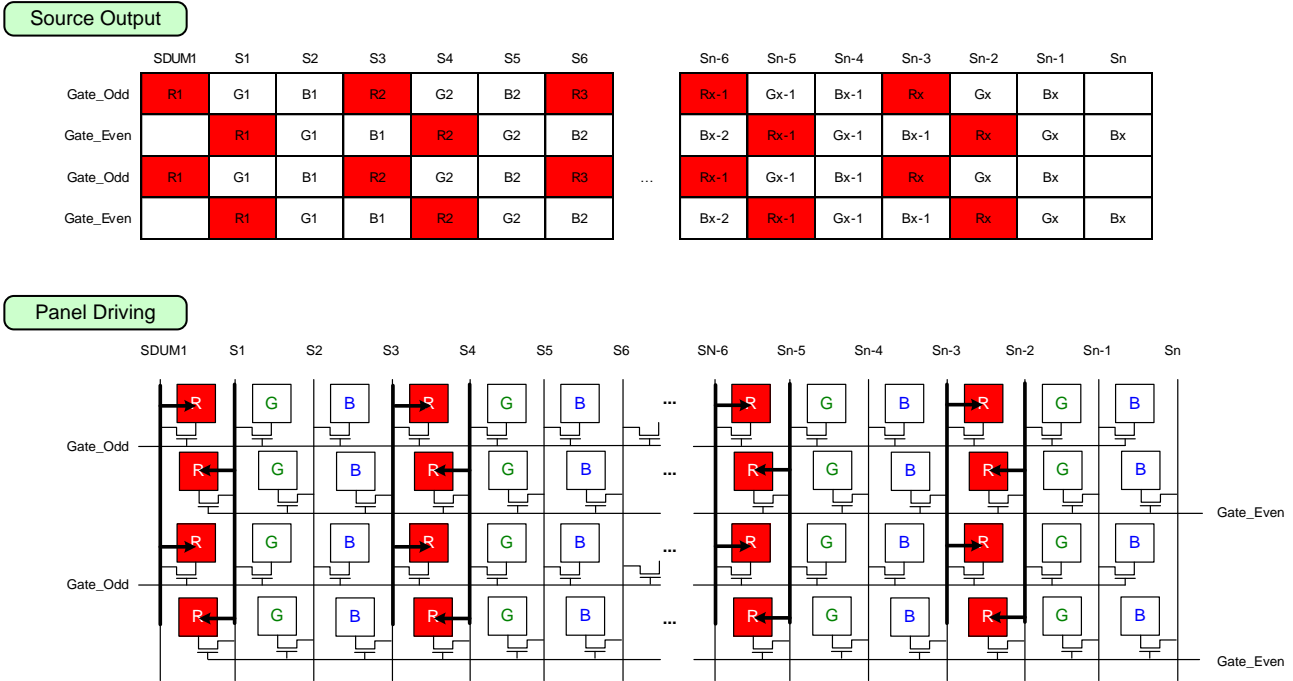 Source Output
SDUM1 S1 S2 S3 S4 S5 S6 Sn-6 Sn-5 Sn-4 Sn-3 Sn-2 Sn-1 Sn
Gate_Odd R1 G1 B1 R2 G2 B2 R3 Rx-1 Gx-1 Bx-1 Rx Gx Bx
Gate_Even R1 G1 B1 R2 G2 B2 Bx-2 Rx-1 Gx-1 Bx-1 Rx Gx Bx
Gate_Odd R1 G1 B1 R2 G2 B2 R3 ... Rx-1 Gx-1 Bx-1 Rx Gx Bx
Gate_Even R1 G1 B1 R2 G2 B2 Bx-2 Rx-1 Gx-1 Bx-1 Rx Gx Bx
Panel Driving
SDUM1 S1 S2 S3 S4 S5 S6 SN-6 Sn-5 Sn-4 Sn-3 Sn-2 Sn-1 Sn
R G B R G B ... R G B R G B
Gate_Odd
R G B R G B ... R G B R G B
Gate_Even
R G B R G B ... R G B R G B
Gate_Odd
R G B R G B ... R G B R G B
Gate_Even